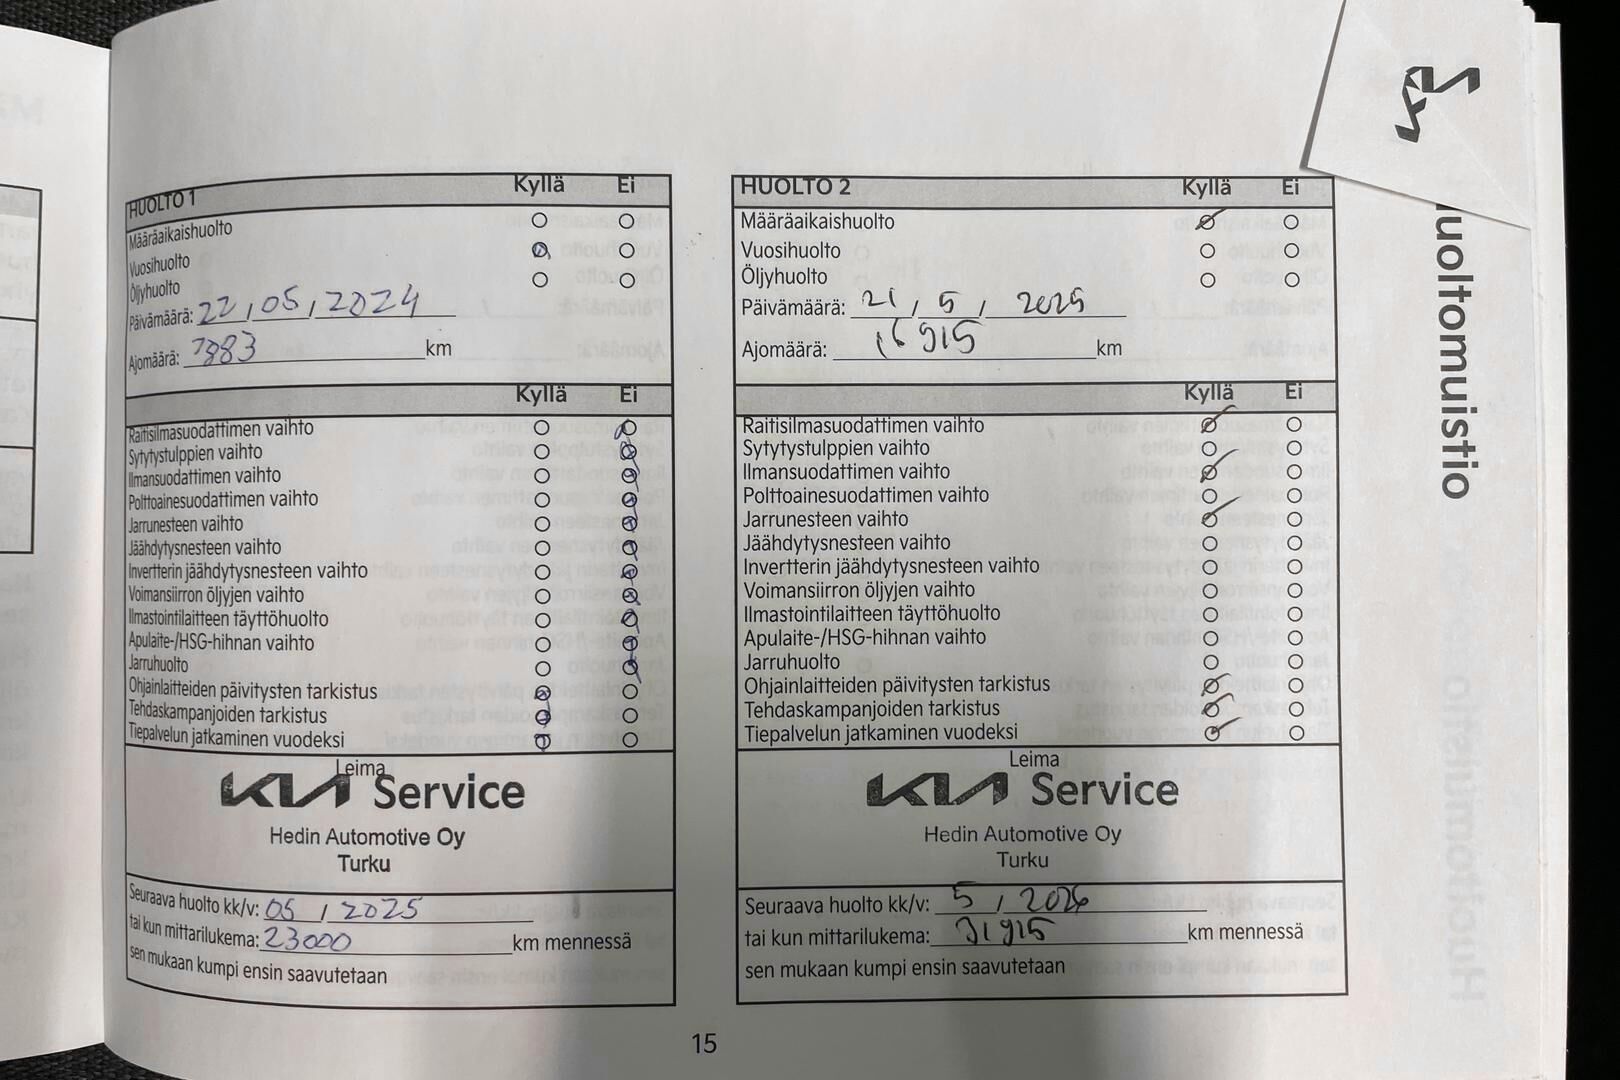 HUOLTO 1 Kyllä Ei
Määräaikaishuolto
Vuosihuolto
Öljyhuolto
Päivämäärä: 22 / 05 / 2024
Ajomäärä: 7883 km
Kyllä Ei
Raitisilmasuodattimen vaihto
Sytytystulppien vaihto
Ilmansuodattimen vaihto
Polttoainesuodattimen vaihto
Jarrunesteen vaihto
Jäähdytysnesteen vaihto
Invertterin jäähdytysnesteen vaihto
Voimansiirron öljyjen vaihto
Ilmastointilaitteen täyttöhuolto
Apulaite-/HSG-hihnan vaihto
Jarruhuolto
Ohjainlaitteiden päivitysten tarkistus
Tehdaskampanjoiden tarkistus
Tiepalvelun jatkaminen vuodeksi
Leima
KIA Service
Hedin Automotive Oy
Turku
Seuraava huolto kk/v: 05 / 2025
tai kun mittarilukema: 23000 km mennessä
sen mukaan kumpi ensin saavutetaan
HUOLTO 2 Kyllä Ei
Määräaikaishuolto
Vuosihuolto
Öljyhuolto
Päivämäärä: 21 / 5 / 2025
Ajomäärä: 16915 km
Kyllä Ei
Raitisilmasuodattimen vaihto
Sytytystulppien vaihto
Ilmansuodattimen vaihto
Polttoainesuodattimen vaihto
Jarrunesteen vaihto
Jäähdytysnesteen vaihto
Invertterin jäähdytysnesteen vaihto
Voimansiirron öljyjen vaihto
Ilmastointilaitteen täyttöhuolto
Apulaite-/HSG-hihnan vaihto
Jarruhuolto
Ohjainlaitteiden päivitysten tarkistus
Tehdaskampanjoiden tarkistus
Tiepalvelun jatkaminen vuodeksi
Leima
KIA Service
Hedin Automotive Oy
Turku
Seuraava huolto kk/v: 5 / 2026
tai kun mittarilukema: 31915 km mennessä
sen mukaan kumpi ensin saavutetaan
uoltomuistio
15